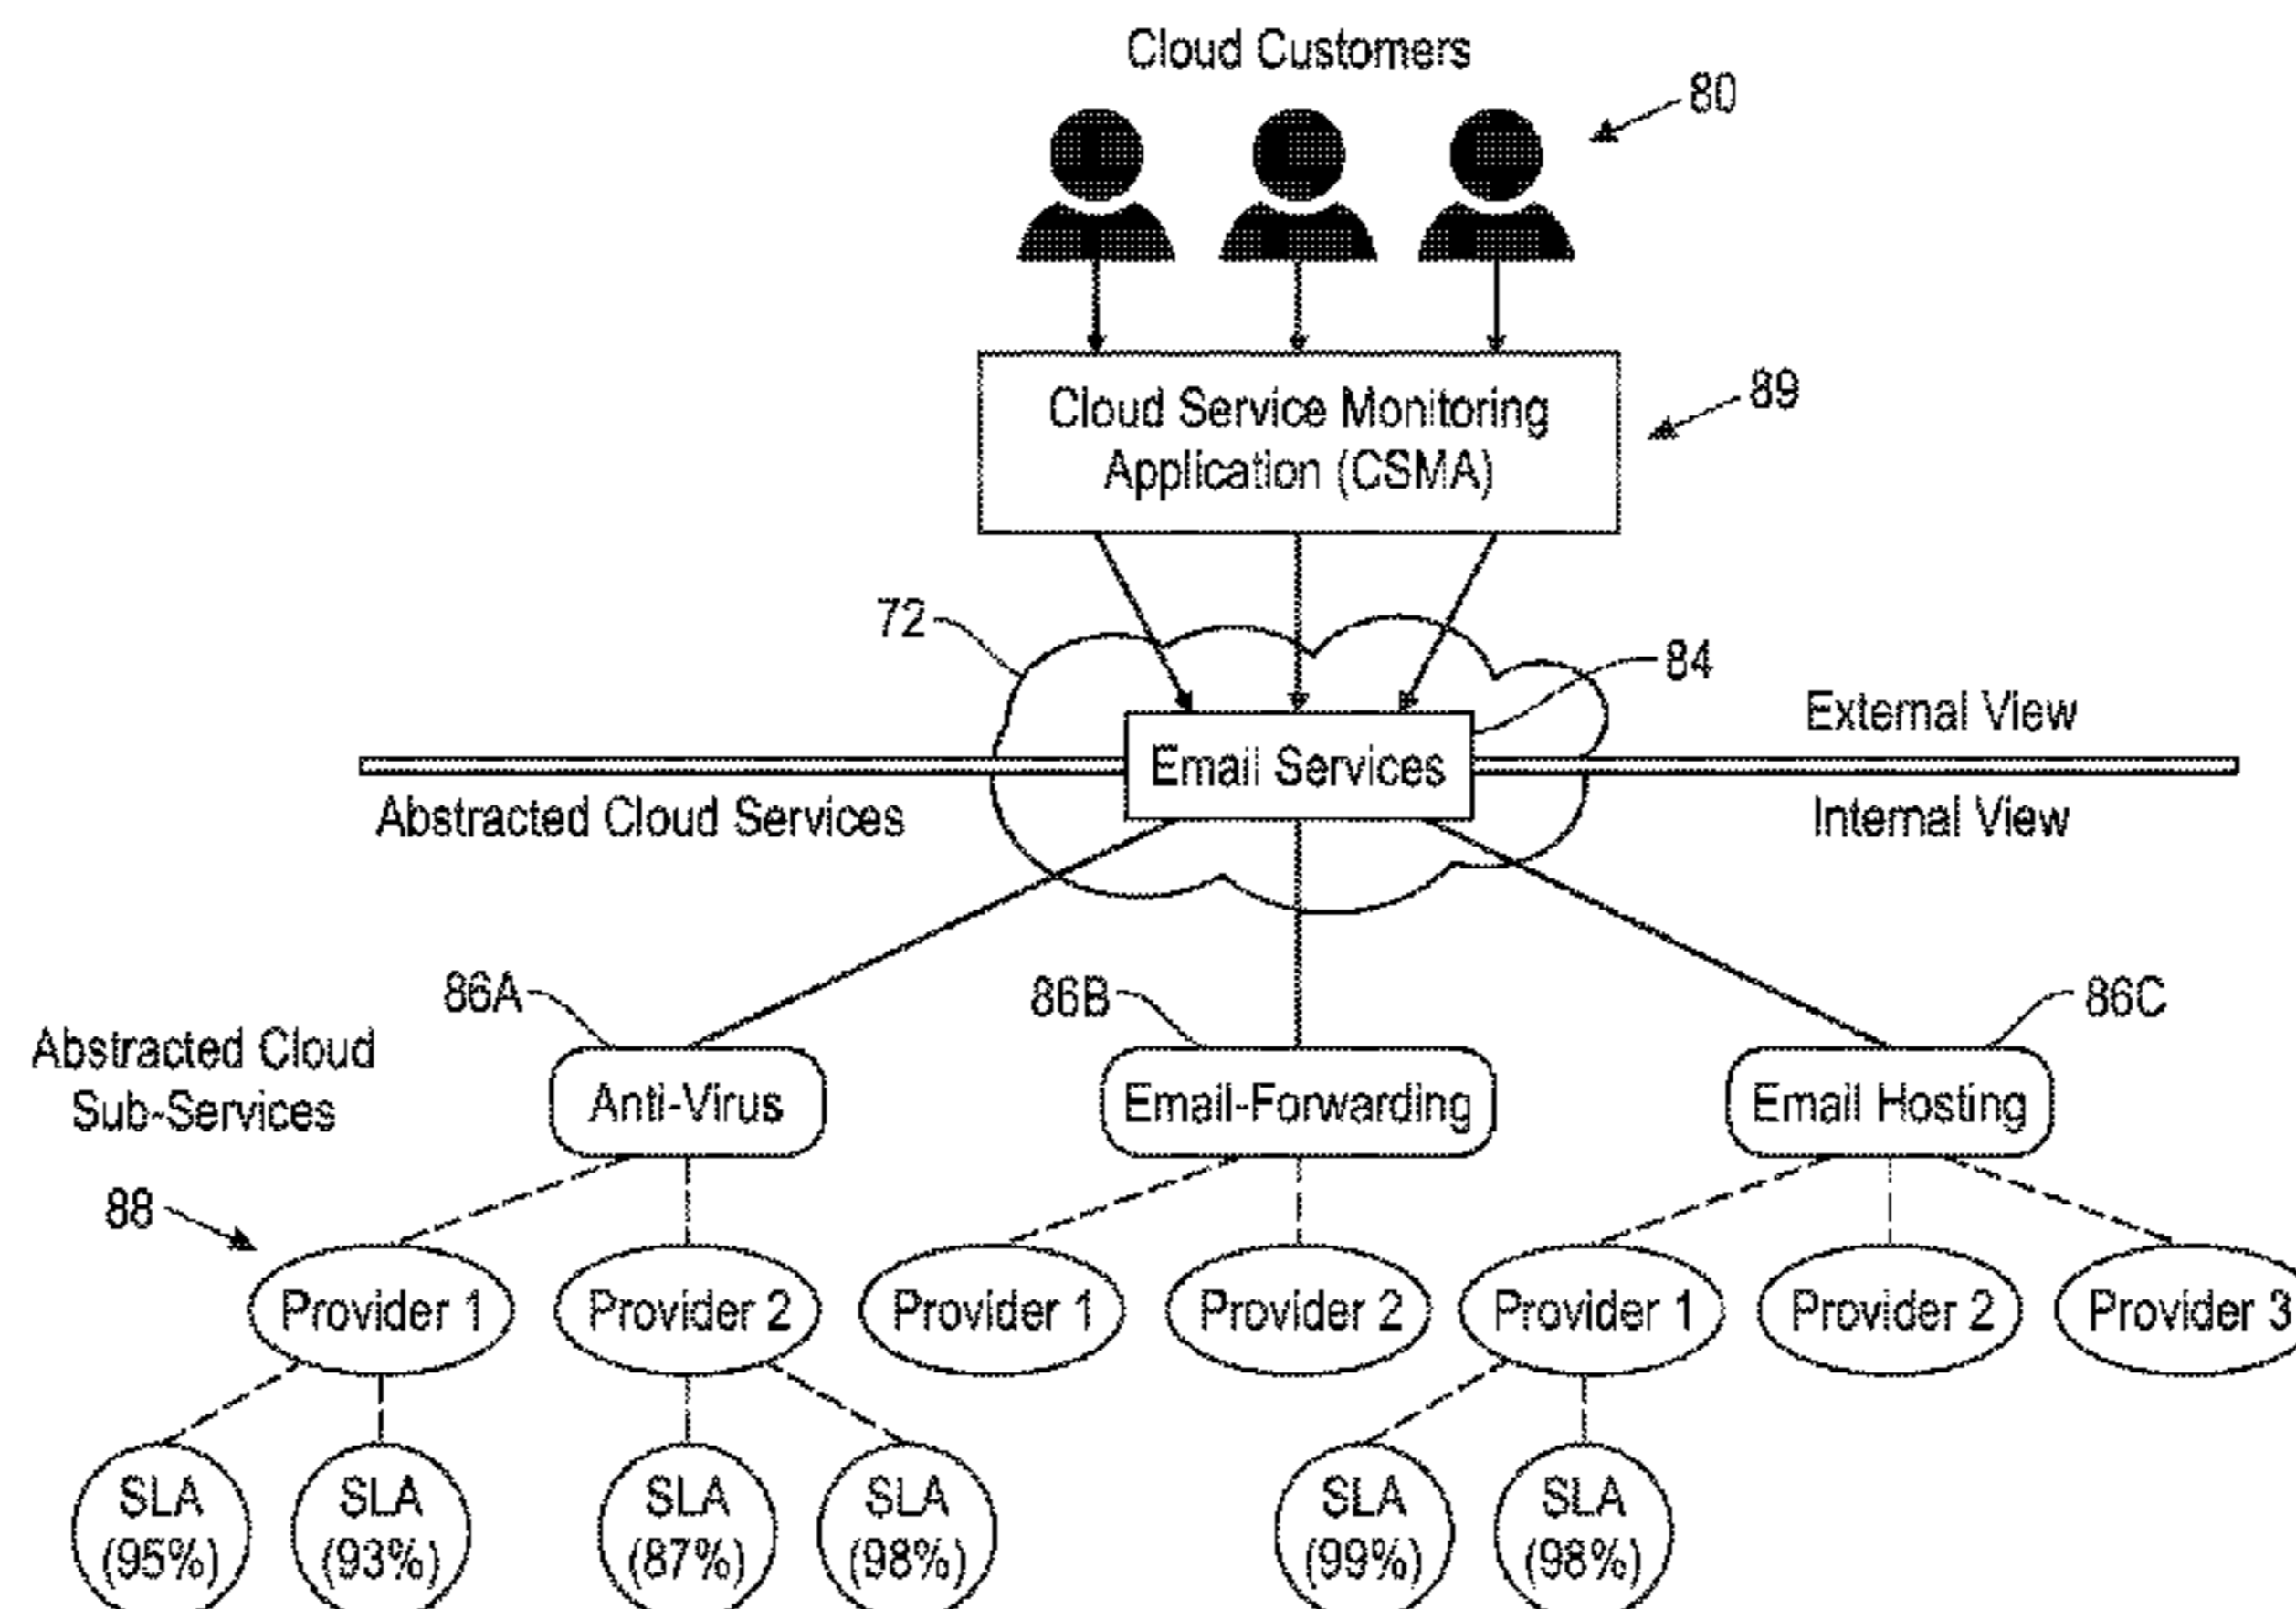 Cloud Customers
80
Cloud Service Monitoring
Application (CSMA)
89
72
84
External View
Email Services
Abstracted Cloud Services
Internal View
86A
86B
86C
Abstracted Cloud
Sub-Services
Anti-Virus
Email-Forwarding
Email Hosting
88
Provider 1
Provider 2
Provider 1
Provider 2
Provider 1
Provider 2
Provider 3
SLA
(95%)
SLA
(93%)
SLA
(87%)
SLA
(98%)
SLA
(99%)
SLA
(98%)